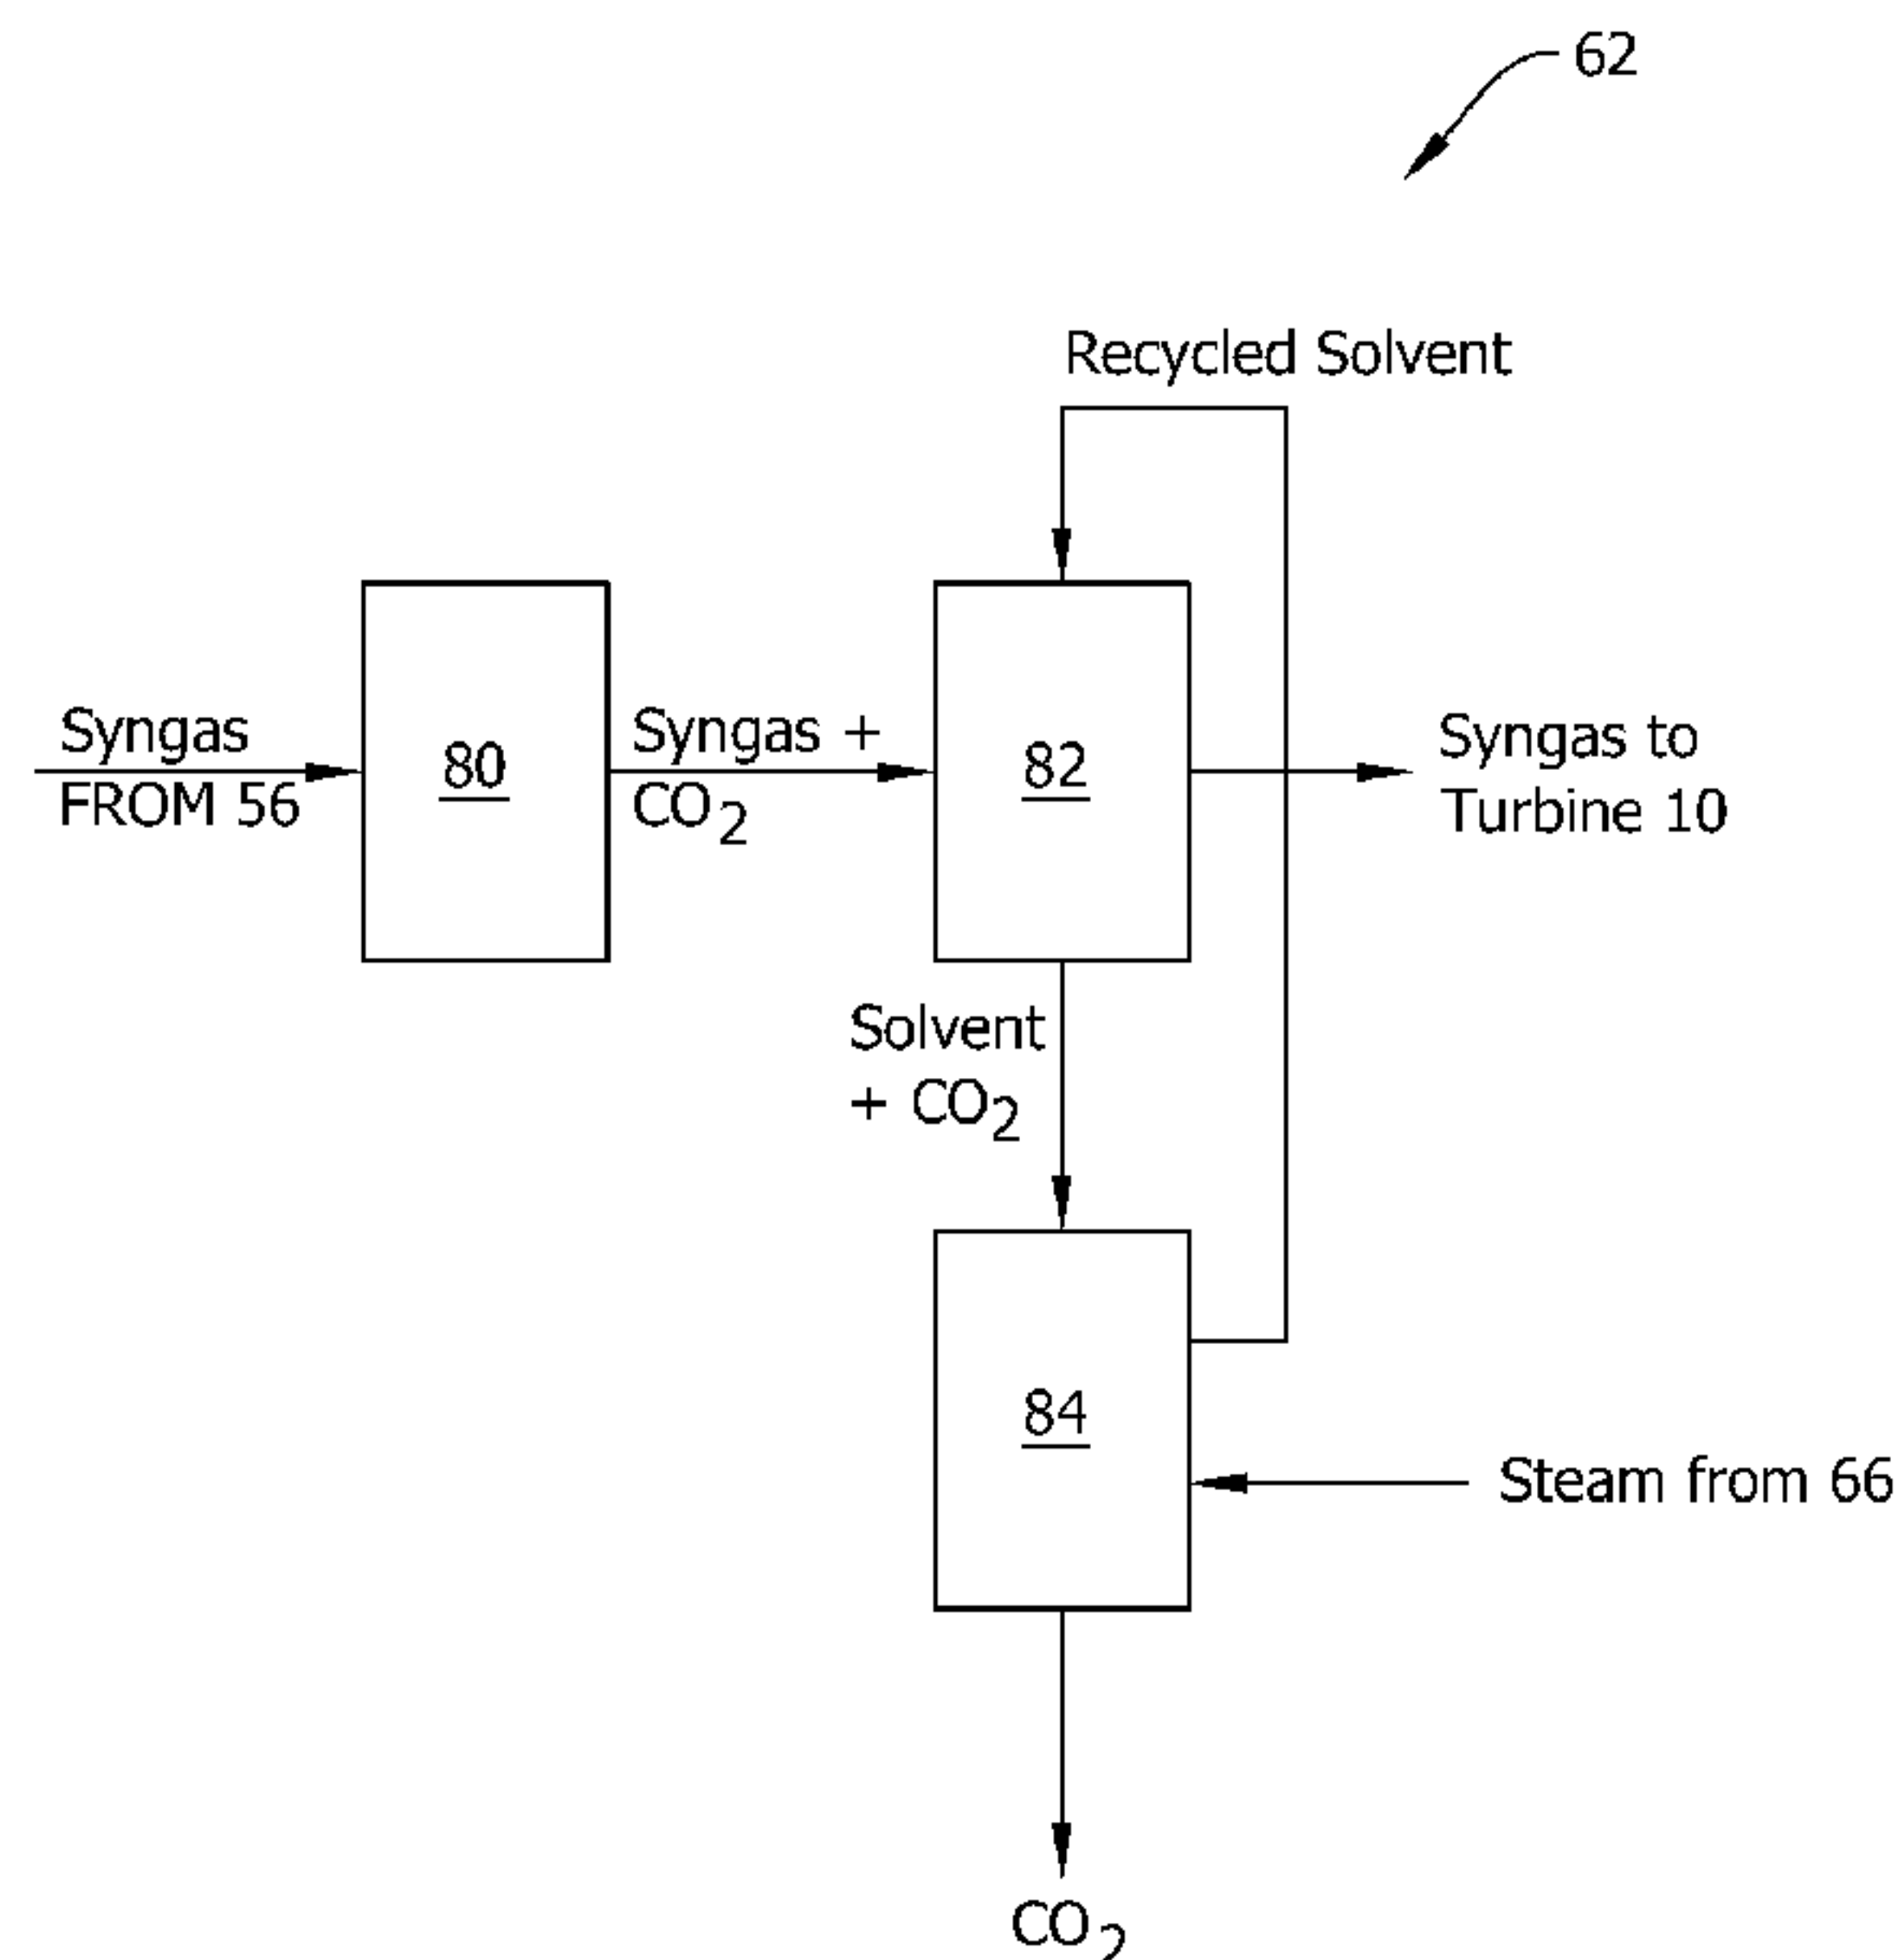 62
Recycled Solvent
Syngas
FROM 56
80
Syngas +
CO2
82
Syngas to
Turbine 10
Solvent
+ CO2
84
Steam from 66
CO2